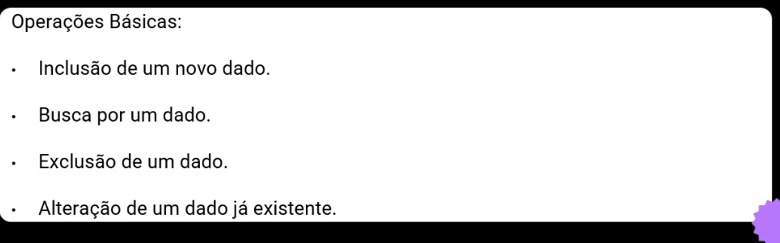 Operações Básicas:
• Inclusão de um novo dado.
• Busca por um dado.
• Exclusão de um dado.
• Alteração de um dado já existente.